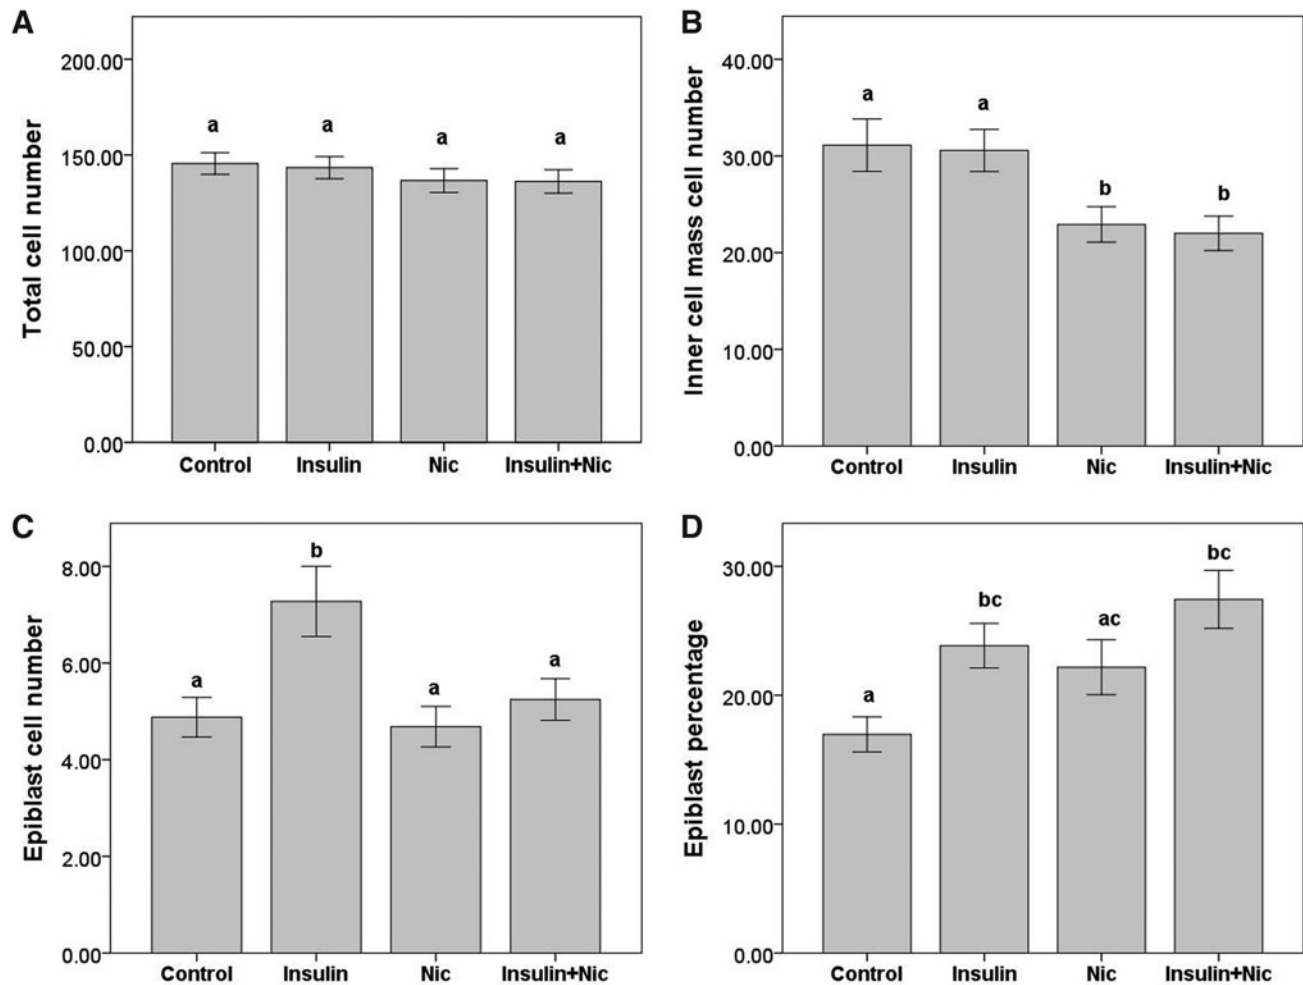 A
Total cell number
200.00
150.00
100.00
50.00
0.00
a a a a
Control Insulin Nic Insulin+Nic
B
Inner cell mass cell number
40.00
30.00
20.00
10.00
0.00
a a b b
Control Insulin Nic Insulin+Nic
C
Epiblast cell number
8.00
6.00
4.00
2.00
0.00
a b a a
Control Insulin Nic Insulin+Nic
D
Epiblast percentage
30.00
20.00
10.00
0.00
a bc ac bc
Control Insulin Nic Insulin+Nic